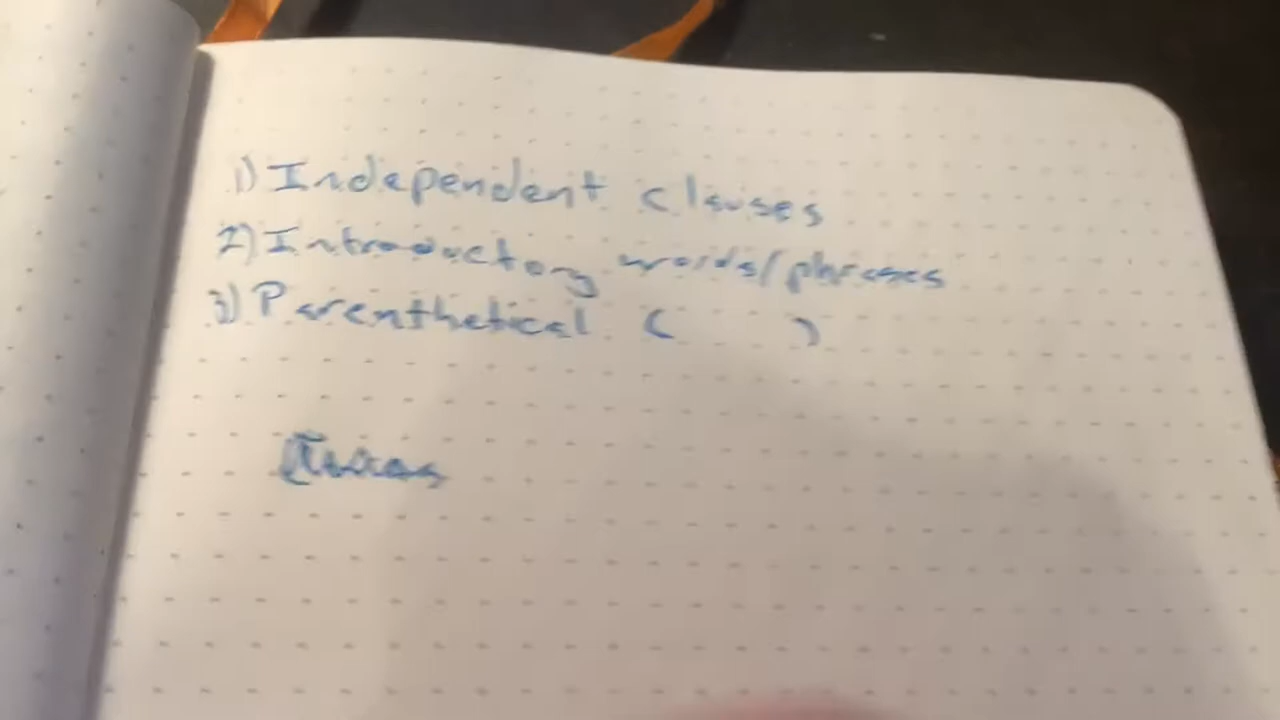 1) Independent clauses
2) Introductory words/phrases
3) Parenthetical ( )